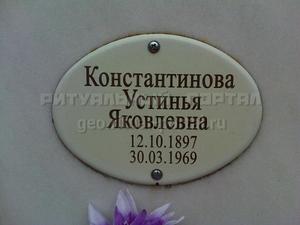 Константинова
Устинья
Яковлевна
12.10.1897
30.03.1969